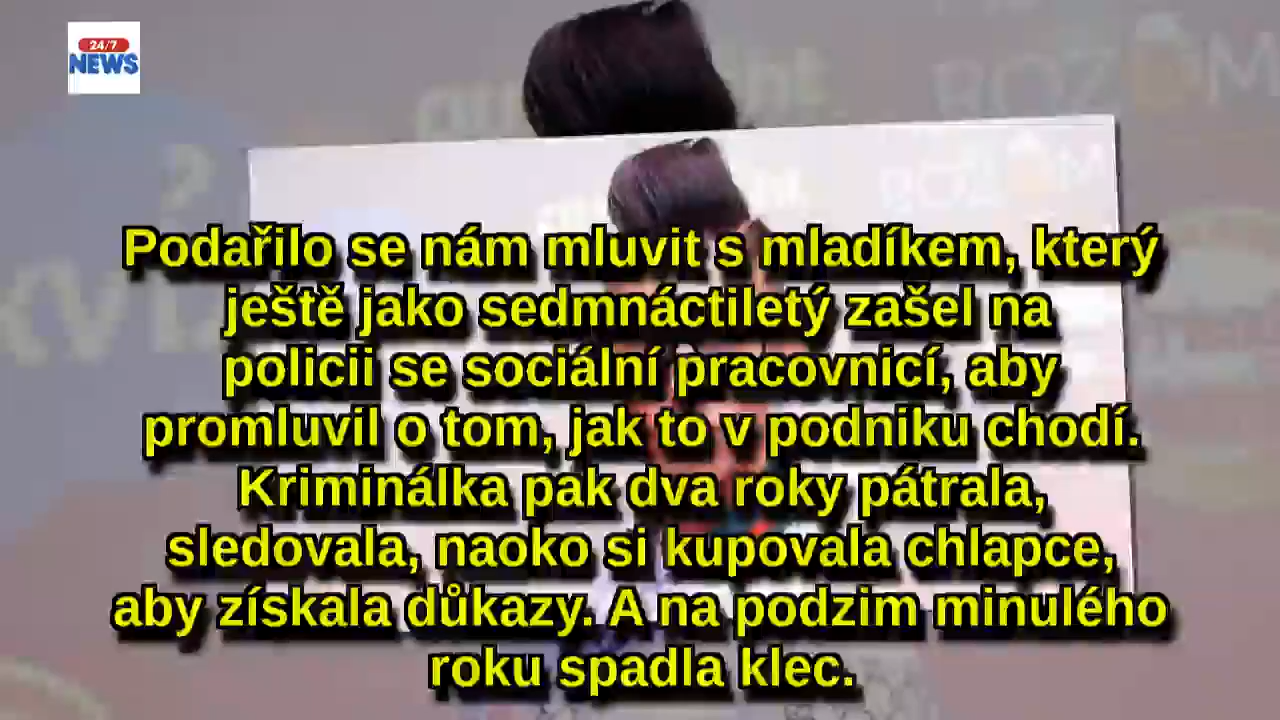 24/7
NEWS
Podařilo se nám mluvit s mladíkem, který
ještě jako sedmnáctiletý zašel na
policii se sociální pracovnicí, aby
promluvil o tom, jak to v podniku chodí.
Kriminálka pak dva roky pátrala,
sledovala, naoko si kupovala chlapce,
aby získala důkazy. A na podzim minulého
roku spadla klec.